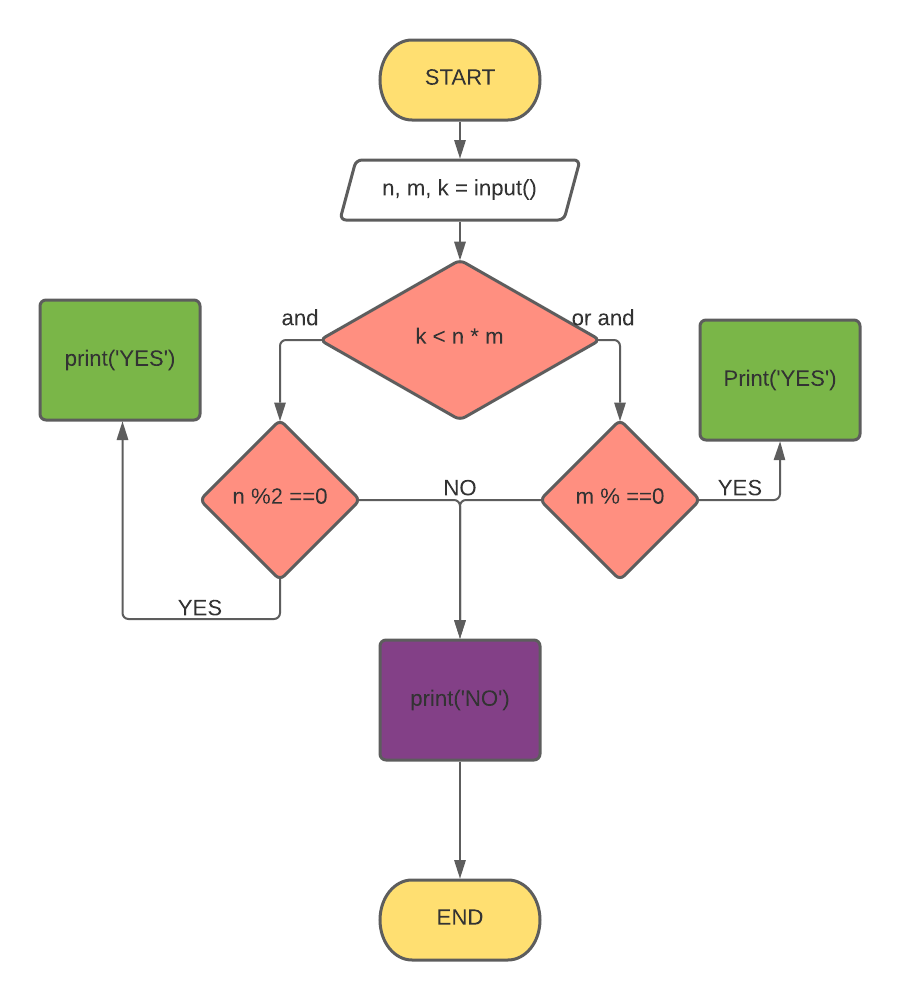 START
n, m, k = input()
k < n * m
and
or and
print('YES')
Print('YES')
n %2 ==0
NO
m % ==0
YES
YES
print('NO')
END